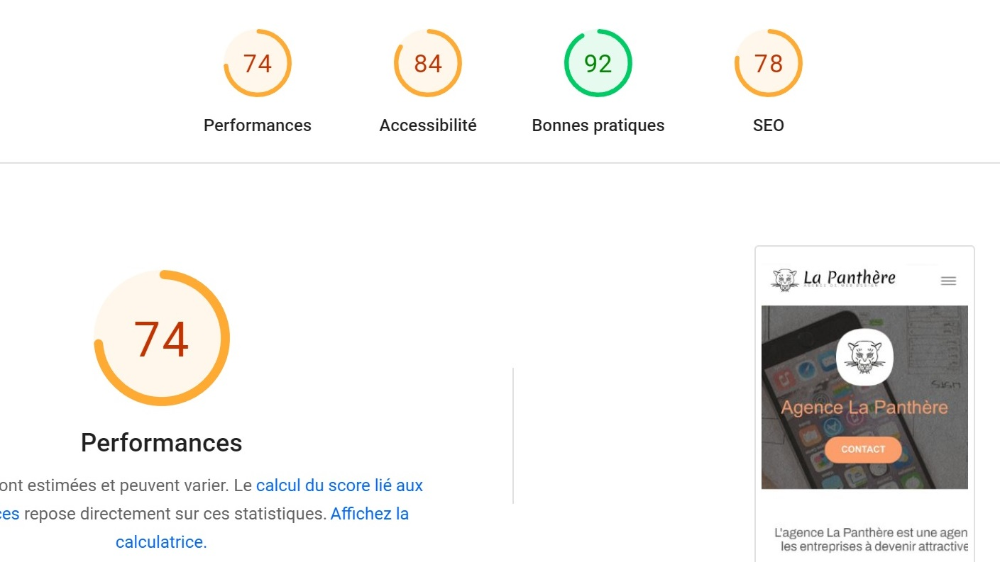 74
84
92
78
Performances
Accessibilité
Bonnes pratiques
SEO
La Panthère
74
Agence La Panthère
CONTACT
Performances
ont estimées et peuvent varier. Le calcul du score lié aux
ces repose directement sur ces statistiques. Affichez la
calculatrice.
L'agence La Panthère est une agen
les entreprises à devenir attractive